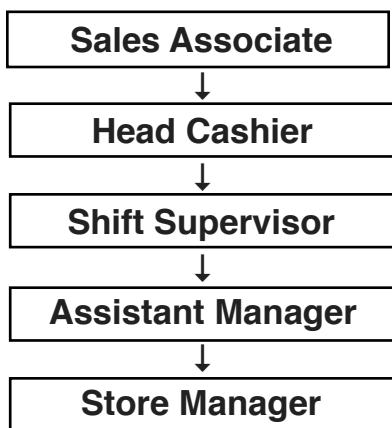 Sales Associate
Head Cashier
Shift Supervisor
Assistant Manager
Store Manager